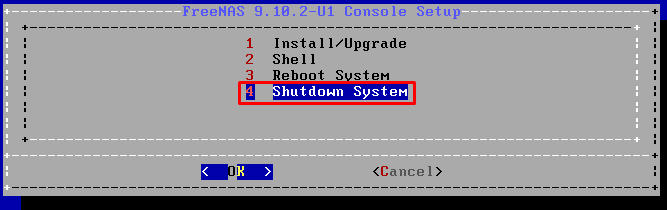 FreeNAS 9.10.2-U1 Console Setup
1 Install/Upgrade
2 Shell
3 Reboot System
4 Shutdown System
< OK > <Cancel>